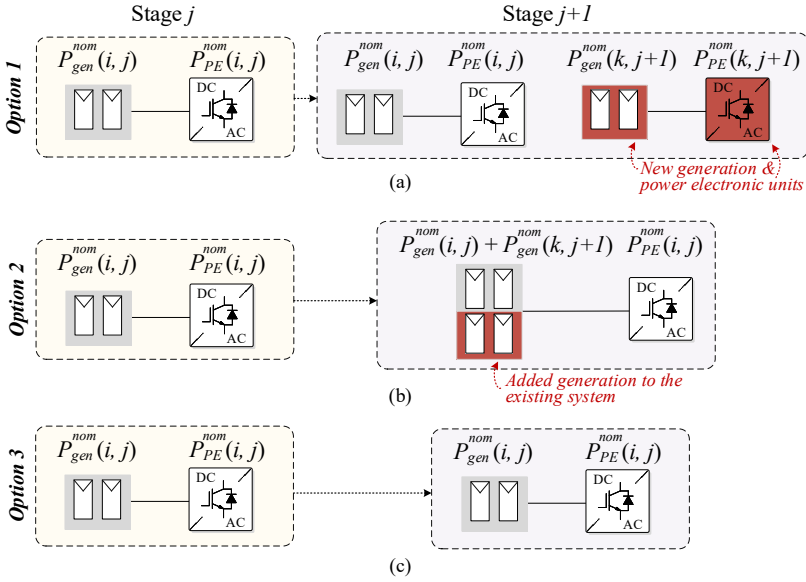 Stage j
Stage j+1
Option 1
P_gen^nom(i, j) P_PE^nom(i, j)
DC
AC
P_gen^nom(i, j) P_PE^nom(i, j) P_gen^nom(k, j+1) P_PE^nom(k, j+1)
DC
AC
DC
AC
New generation &
power electronic units
(a)
Option 2
P_gen^nom(i, j) P_PE^nom(i, j)
DC
AC
P_gen^nom(i, j) + P_gen^nom(k, j+1) P_PE^nom(i, j)
DC
AC
Added generation to the
existing system
(b)
Option 3
P_gen^nom(i, j) P_PE^nom(i, j)
DC
AC
P_gen^nom(i, j) P_PE^nom(i, j)
DC
AC
(c)